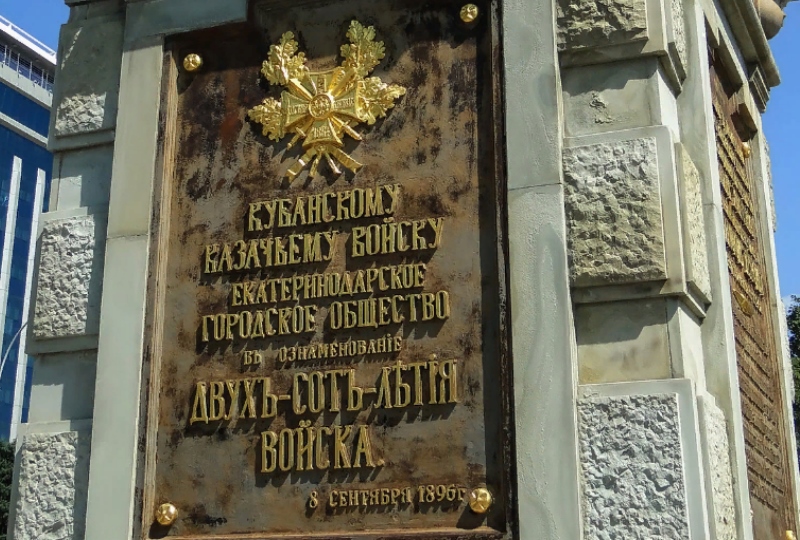 КУБАНСКОМУ
КАЗАЧЬЕМУ ВОЙСКУ
ЕКАТЕРИНОДАРСКОЕ
ГОРОДСКОЕ ОБЩЕСТВО
ВЪ ОЗНАМЕНОВАНІЕ
ДВУХЪ-СОТЪ-ЛѢТІЯ
ВОЙСКА.
8 СЕНТЯБРЯ 1896г.